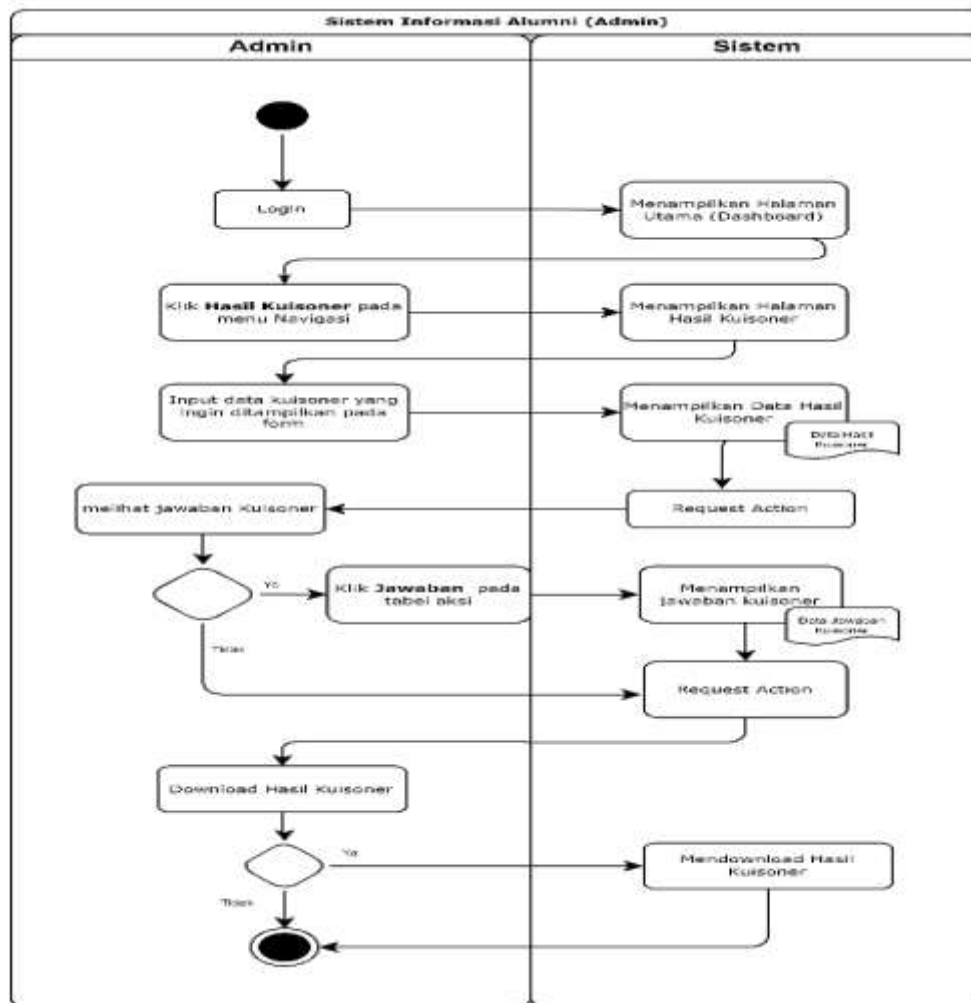 Sistem Informasi Alumni (Admin)
Admin
Sistem
Login
Menampilkan Halaman
Utama (Dashboard)
Klik Hasil Kuisoner pada
menu Navigasi
Menampilkan Halaman
Hasil Kuisoner
Input data kuisoner yang
ingin ditampilkan pada
form
Menampilkan Data Hasil
Kuisoner
Data Hasil
Kuisoner
melihat jawaban Kuisoner
Request Action
Ya
Klik Jawaban pada
tabel aksi
Menampilkan
jawaban kuisoner
Data Jawaban
Kuisoner
Tidak
Request Action
Download Hasil Kuisoner
Ya
Mendownload Hasil
Kuisoner
Tidak